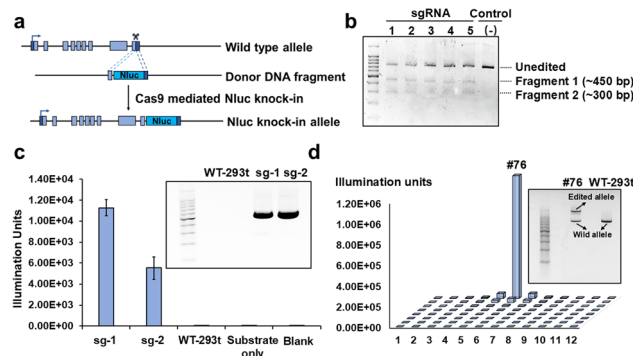 a
Wild type allele
Nluc
Donor DNA fragment
Cas9 mediated Nluc knock-in
Nluc
Nluc knock-in allele
b
sgRNA Control
1 2 3 4 5 (-)
Unedited
Fragment 1 (~450 bp)
Fragment 2 (~300 bp)
c
Illumination Units
1.40E+04
1.20E+04
1.00E+04
8.00E+03
6.00E+03
4.00E+03
2.00E+03
0.00E+00
sg-1 sg-2 WT-293t Substrate only Blank
WT-293t sg-1 sg-2
d
Illumination units
#76
1.20E+06
1.00E+06
8.00E+05
6.00E+05
4.00E+05
2.00E+05
0.00E+00
1 2 3 4 5 6 7 8 9 10 11 12
#76 WT-293t
Edited allele
Wild allele